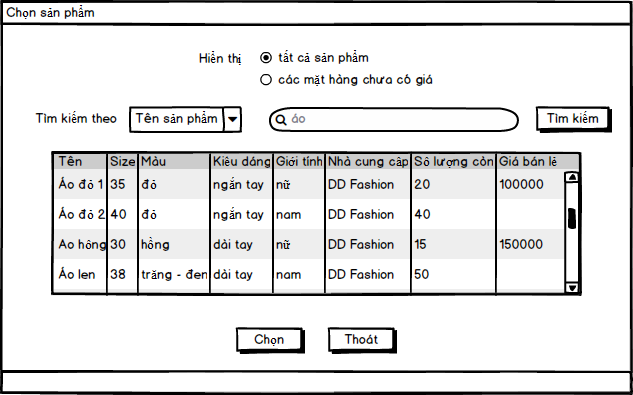 Chọn sản phẩm
Hiển thị tất cả sản phẩm
các mặt hàng chưa có giá
Tìm kiếm theo Tên sản phẩm áo Tìm kiếm
Tên Size Màu Kiểu dáng Giới tính Nhà cung cấp Số lượng còn Giá bán lẻ
Áo đỏ 1 35 đỏ ngắn tay nữ DD Fashion 20 100000
Áo đỏ 2 40 đỏ ngắn tay nam DD Fashion 40
Áo hồng 30 hồng dài tay nữ DD Fashion 15 150000
Áo len 38 trắng - đen dài tay nam DD Fashion 50
Chọn Thoát